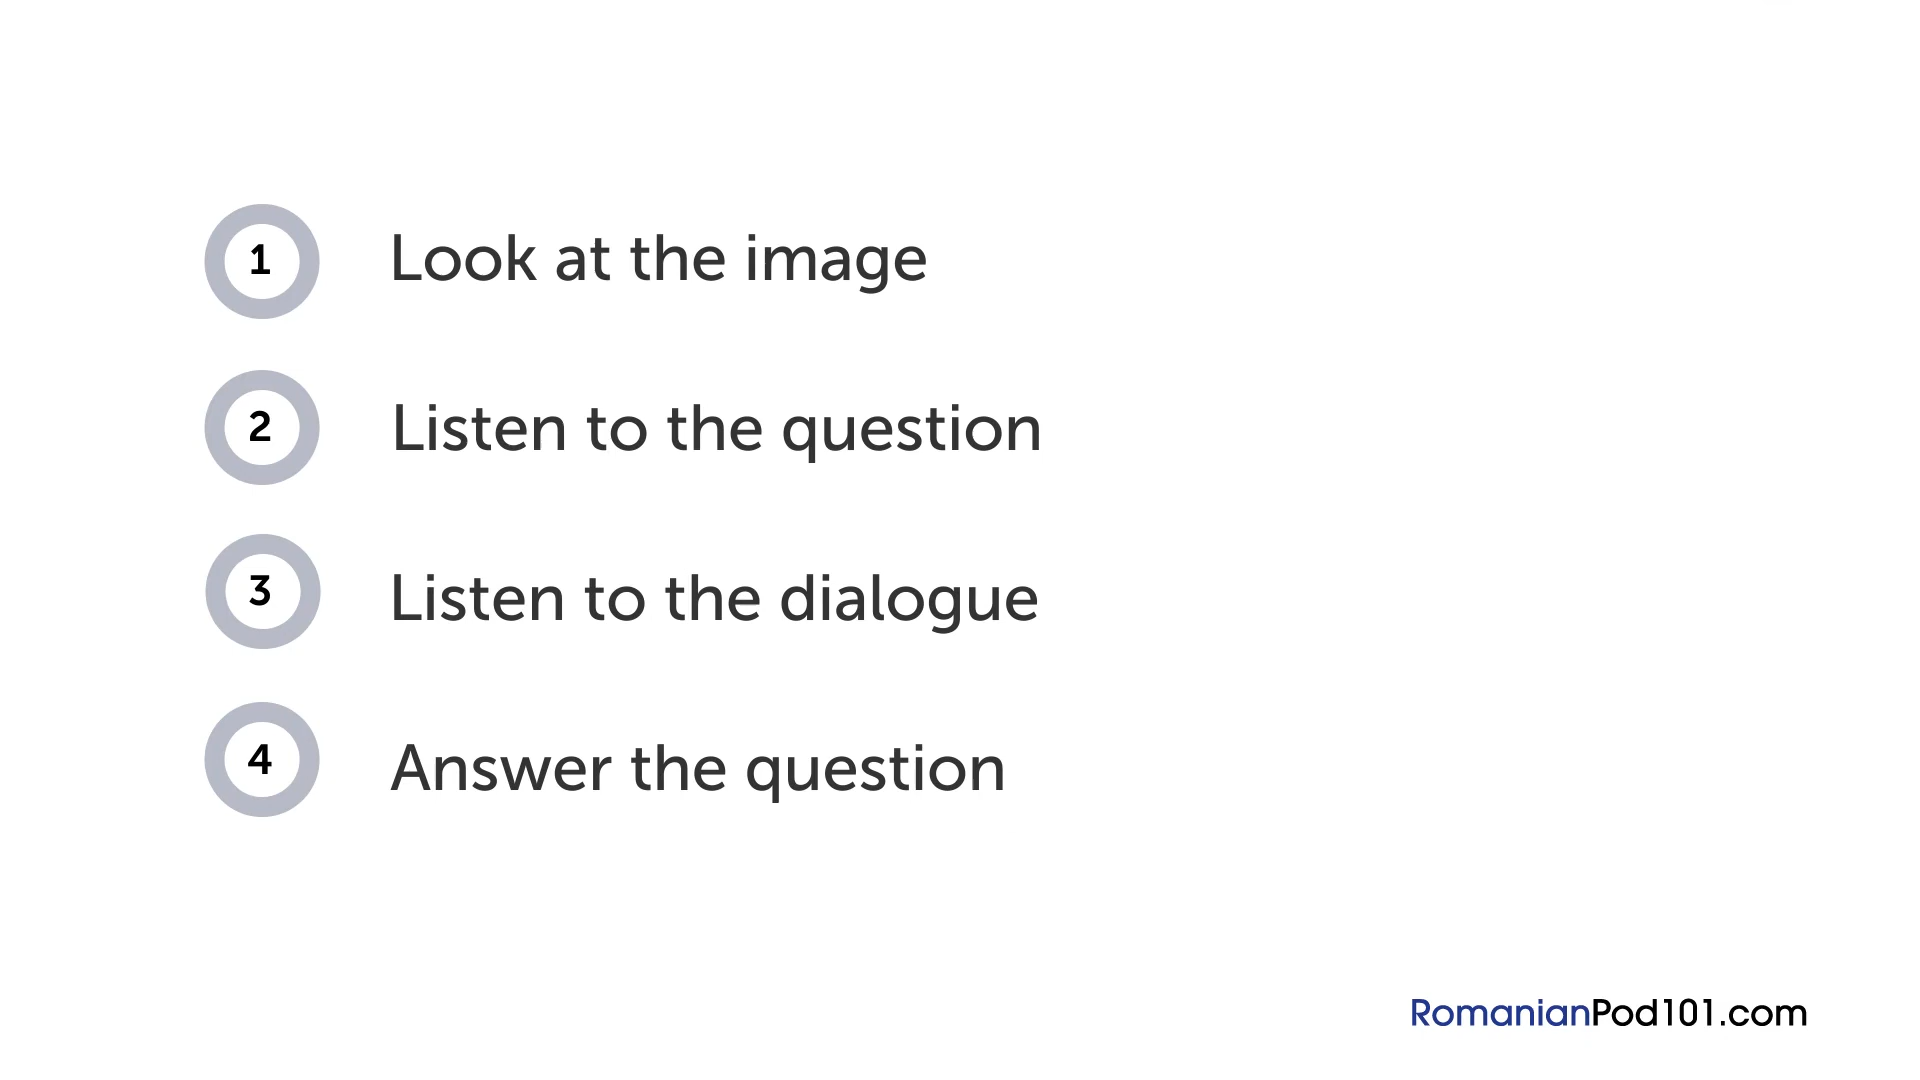 1 Look at the image
2 Listen to the question
3 Listen to the dialogue
4 Answer the question
RomanianPod101.com